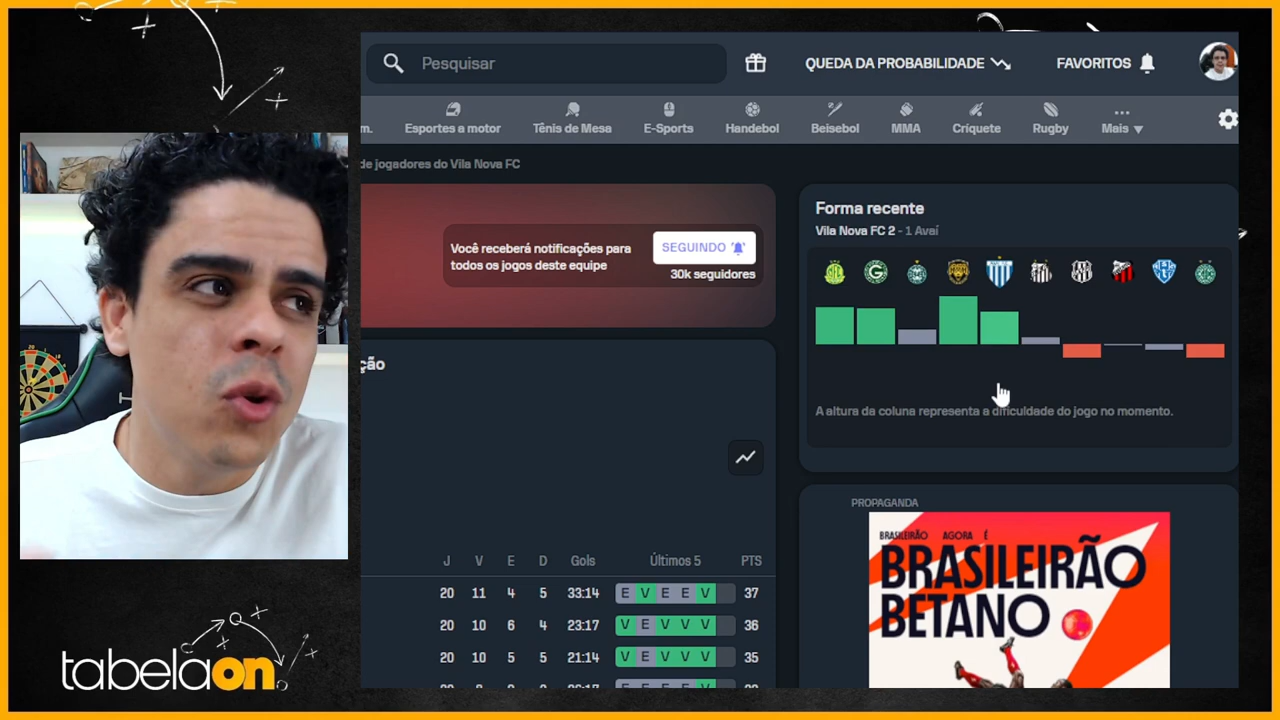 Pesquisar
QUEDA DA PROBABILIDADE
FAVORITOS
m.
Esportes a motor
Tênis de Mesa
E-Sports
Handebol
Beisebol
MMA
Críquete
Rugby
Mais ▼
de jogadores do Vila Nova FC
Você receberá notificações para
todos os jogos deste equipe
SEGUINDO
30k seguidores
Forma recente
Vila Nova FC 2 - 1 Avaí
A altura da coluna representa a dificuldade do jogo no momento.
ção
J V E D Gols Últimos 5 PTS
20 11 4 5 33:14 E V E E V 37
20 10 6 4 23:17 V E V V V 36
20 10 5 5 21:14 V E V V V 35
PROPAGANDA
BRASILEIRÃO AGORA É
BRASILEIRÃO
BETANO
tabelaon